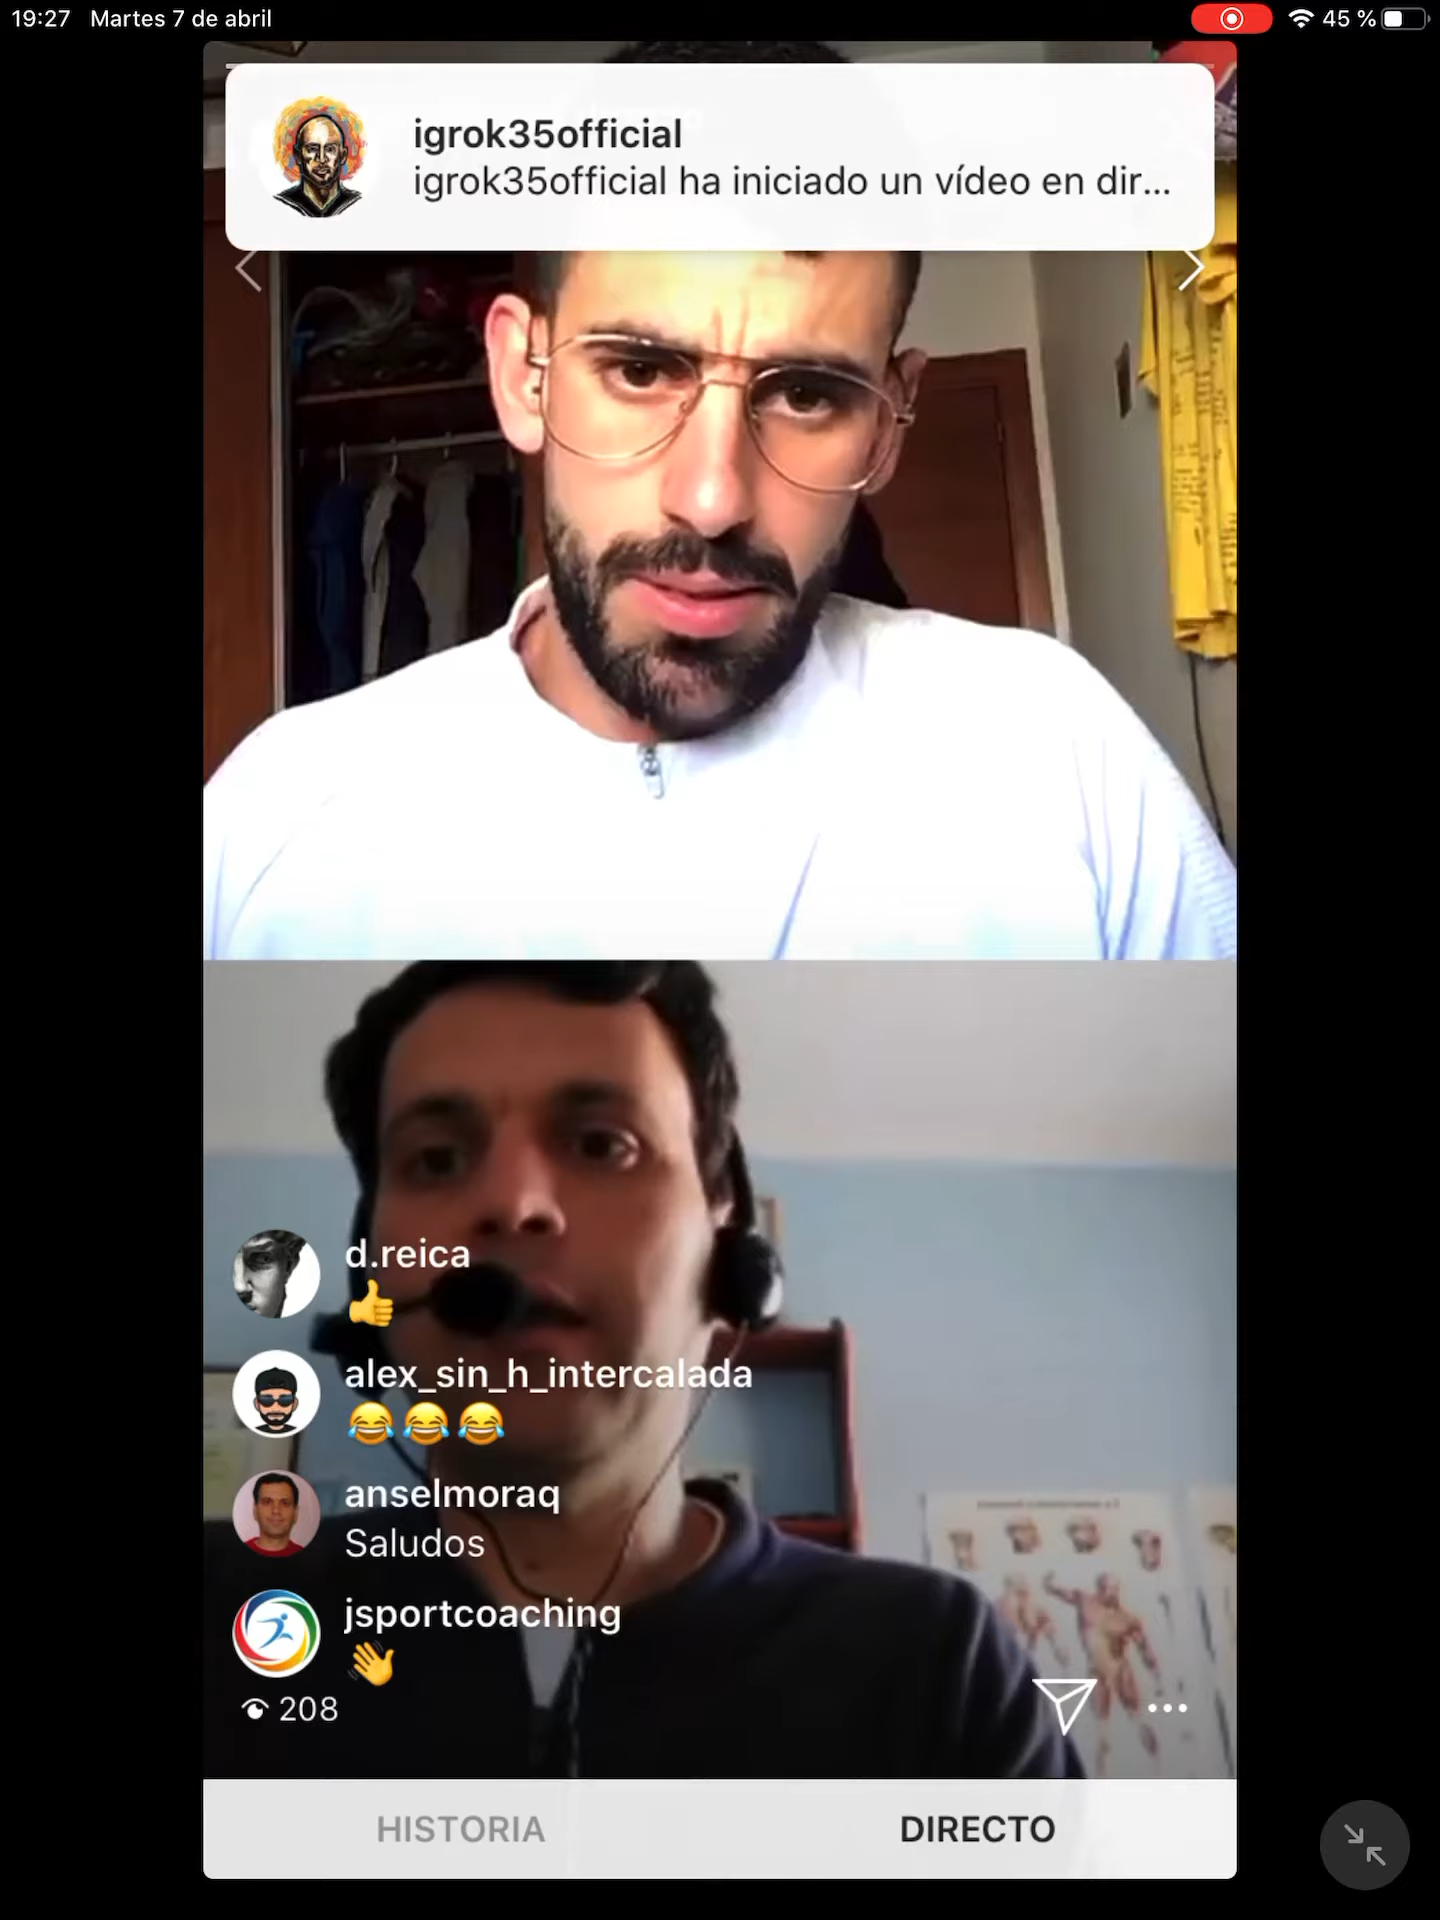 19:27 Martes 7 de abril
45 %
igrok35official
igrok35official ha iniciado un vídeo en dir...
d.reica
👍
alex_sin_h_intercalada
😂😂😂
anselmoraq
Saludos
jsportcoaching
👋
208
HISTORIA
DIRECTO